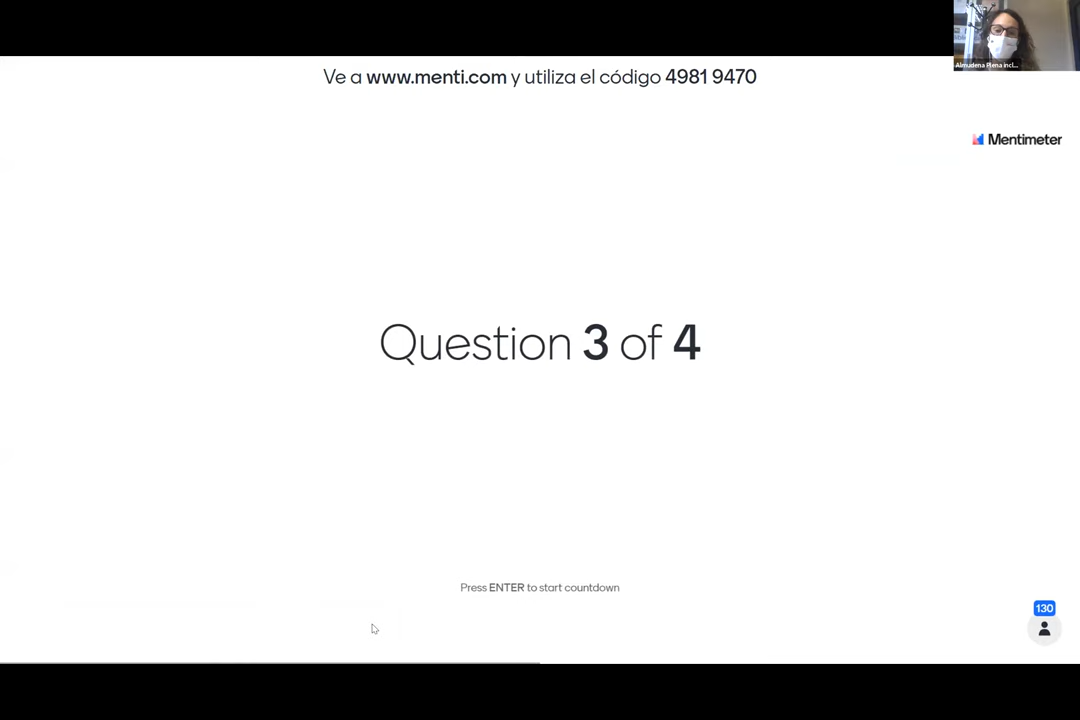 Ve a www.menti.com y utiliza el código 4981 9470
Almudena Plena incl...
Mentimeter
Question 3 of 4
Press ENTER to start countdown
130